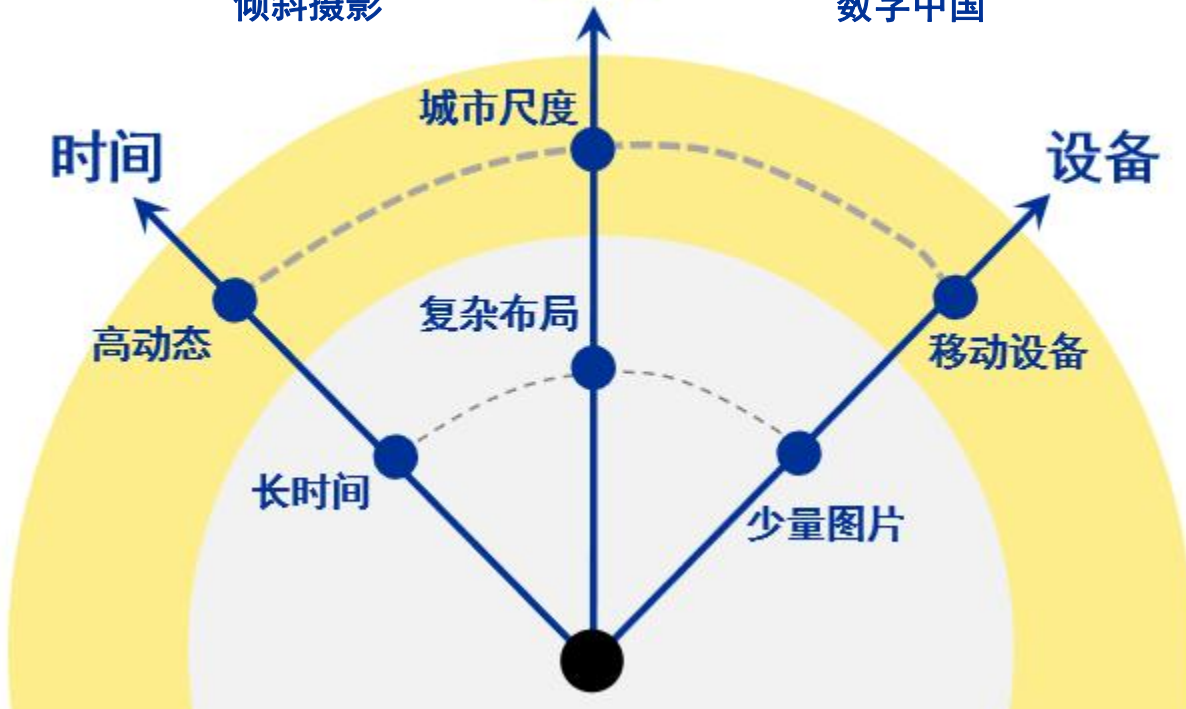 倾斜摄影
数字中国
城市尺度
时间
设备
复杂布局
高动态
移动设备
长时间
少量图片